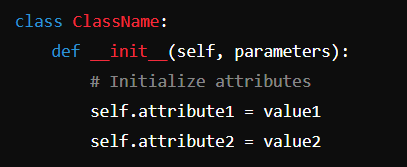 class ClassName:
    def __init__(self, parameters):
        # Initialize attributes
        self.attribute1 = value1
        self.attribute2 = value2